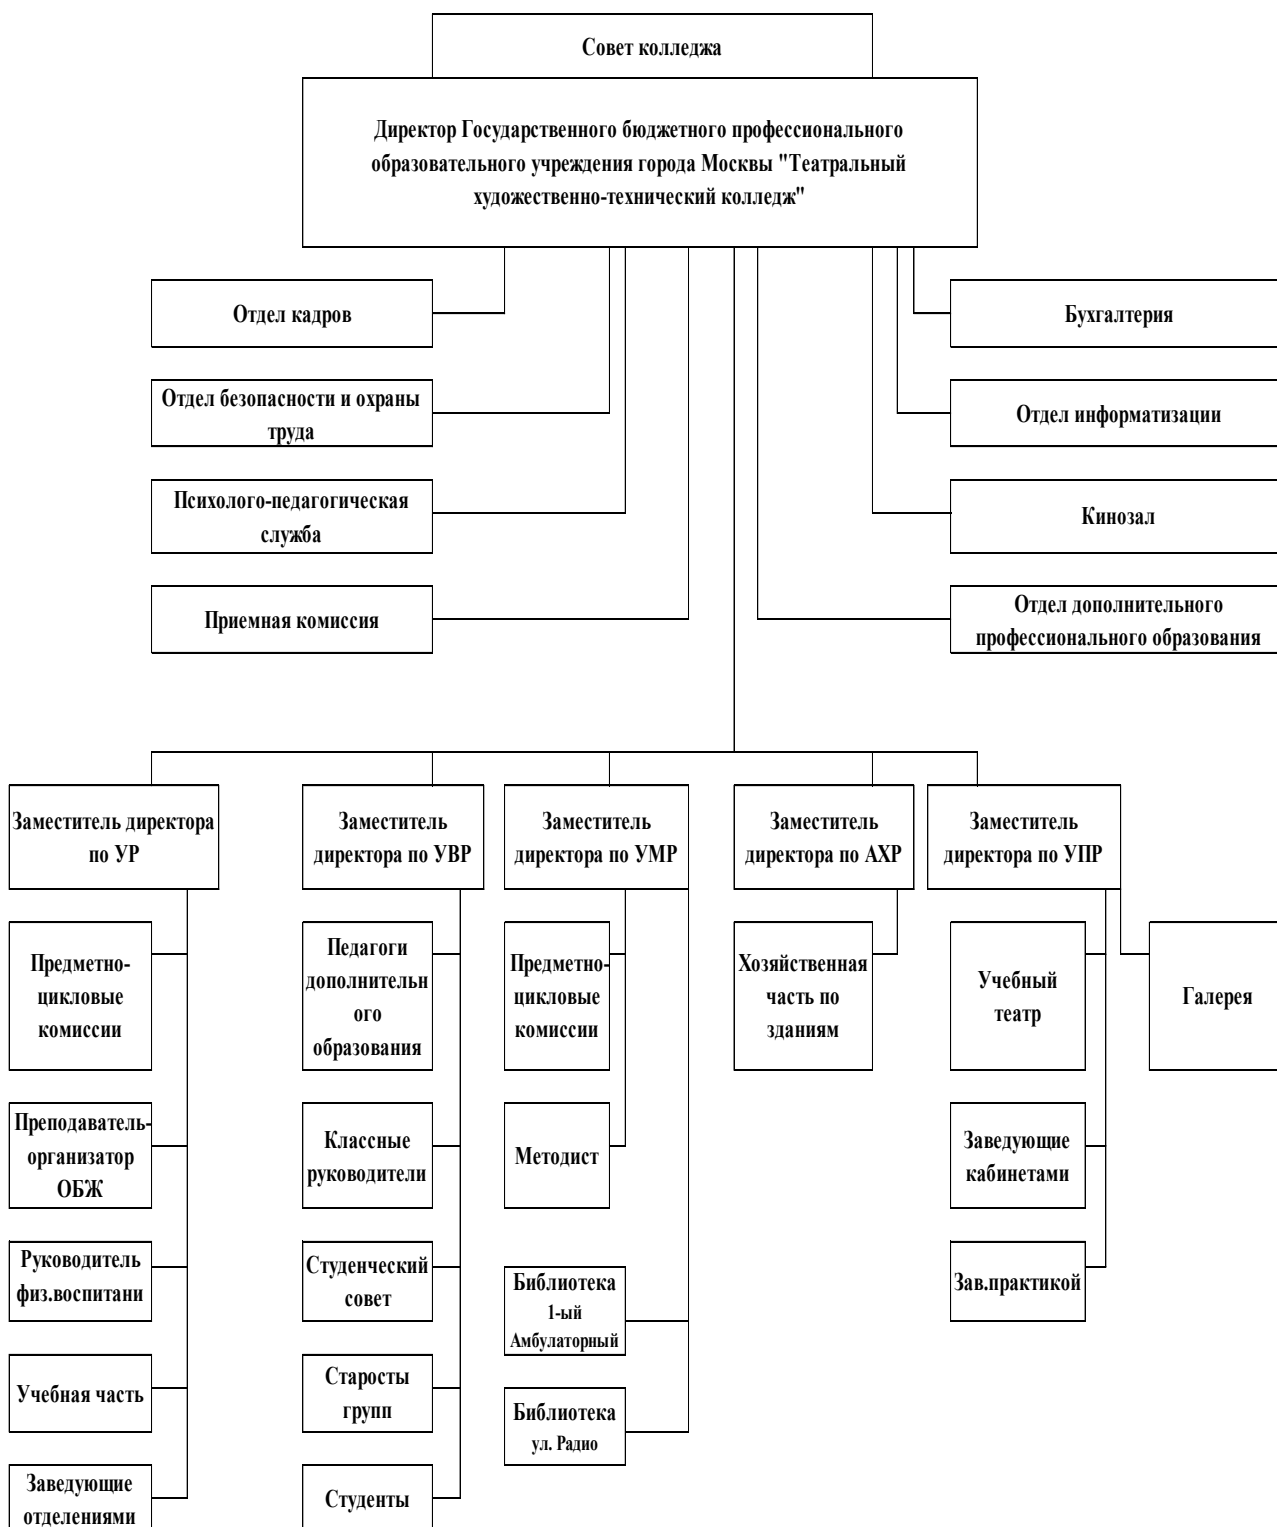 Совет колледжа
Директор Государственного бюджетного профессионального
образовательного учреждения города Москвы "Театральный
художественно-технический колледж"
Отдел кадров
Бухгалтерия
Отдел безопасности и охраны
труда
Отдел информатизации
Психолого-педагогическая
служба
Кинозал
Приемная комиссия
Отдел дополнительного
профессионального образования
Заместитель директора
по УР
Заместитель
директора по УВР
Заместитель
директора по УМР
Заместитель
директора по АХР
Заместитель
директора по УПР
Предметно-
цикловые
комиссии
Педагоги
дополнительн
ого
образования
Предметно-
цикловые
комиссии
Хозяйственная
часть по
зданиям
Учебный
театр
Галерея
Преподаватель-
организатор
ОБЖ
Классные
руководители
Методист
Заведующие
кабинетами
Руководитель
физ.воспитани
Студенческий
совет
Библиотека
1-ый
Амбулаторный
Зав.практикой
Учебная часть
Старосты
групп
Библиотека
ул. Радио
Заведующие
отделениями
Студенты